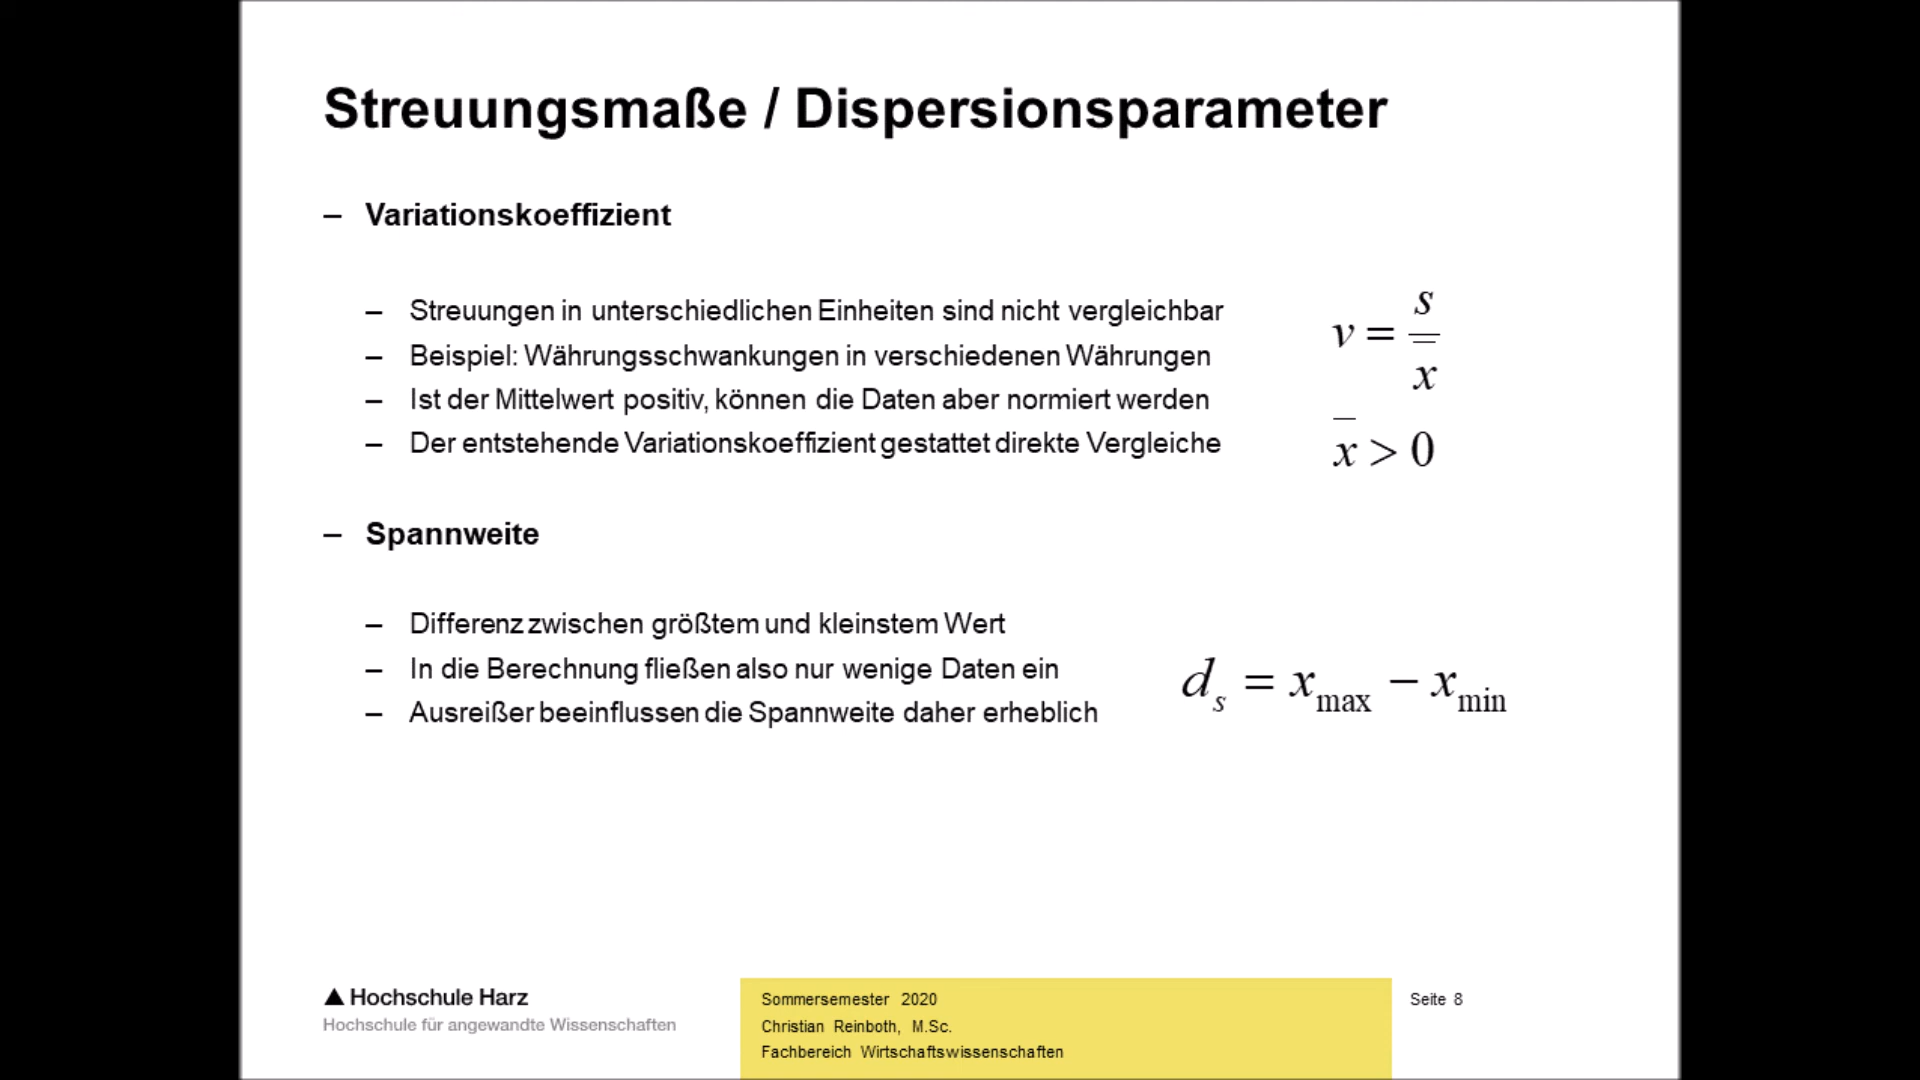 Streuungsmaße / Dispersionsparameter
– Variationskoeffizient
– Streuungen in unterschiedlichen Einheiten sind nicht vergleichbar
– Beispiel: Währungsschwankungen in verschiedenen Währungen
– Ist der Mittelwert positiv, können die Daten aber normiert werden
– Der entstehende Variationskoeffizient gestattet direkte Vergleiche
v = s / x̄
x̄ > 0
– Spannweite
– Differenz zwischen größtem und kleinstem Wert
– In die Berechnung fließen also nur wenige Daten ein
– Ausreißer beeinflussen die Spannweite daher erheblich
d_s = x_max − x_min
Hochschule Harz
Hochschule für angewandte Wissenschaften
Sommersemester 2020
Christian Reinboth, M.Sc.
Fachbereich Wirtschaftswissenschaften
Seite 8